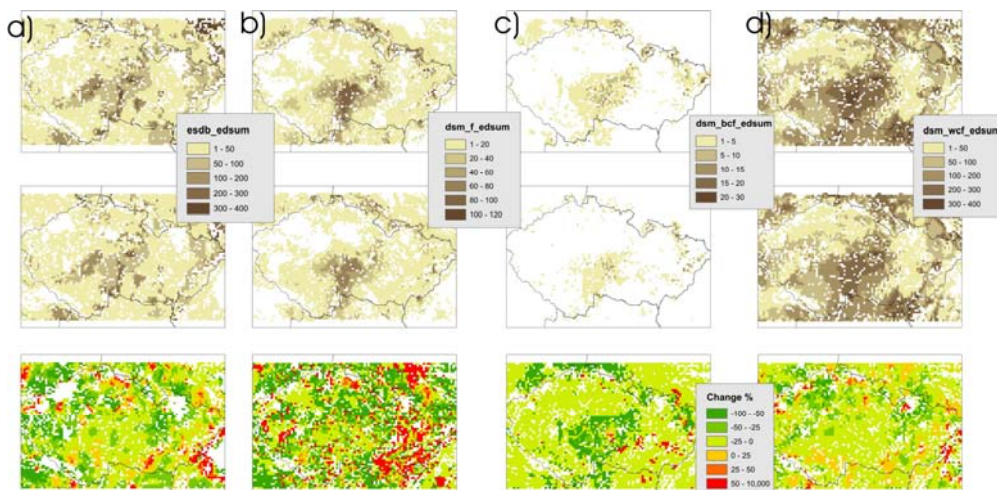 a)
b)
c)
d)
esdb_edsum
1 - 50
50 - 100
100 - 200
200 - 300
300 - 400
dsm_f_edsum
1 - 20
20 - 40
40 - 60
60 - 80
80 - 100
100 - 120
dsm_bcf_edsum
1 - 5
5 - 10
10 - 15
15 - 20
20 - 30
dsm_wcf_edsum
1 - 50
50 - 100
100 - 200
200 - 300
300 - 400
Change %
-100 - -50
-50 - -25
-25 - 0
0 - 25
25 - 50
50 - 10,000